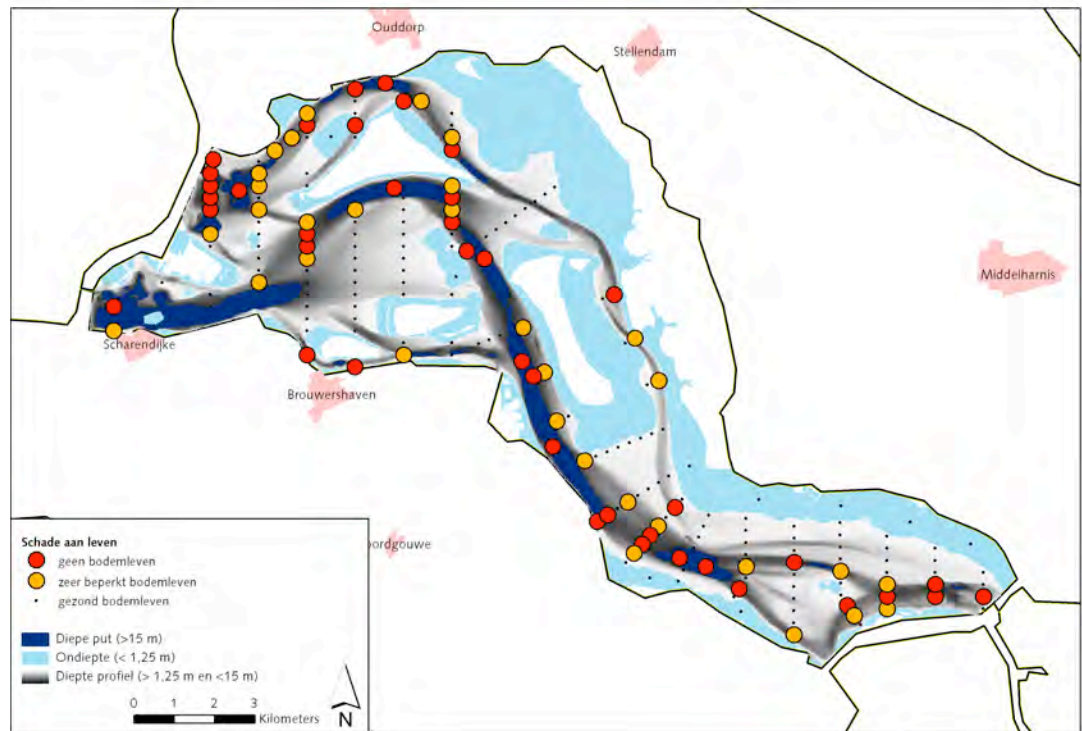 Ouddorp
Stellendam
Middelharnis
Scharendijke
Brouwershaven
oordgouwe
Schade aan leven
geen bodemleven
zeer beperkt bodemleven
gezond bodemleven
Diepe put (>15 m)
Ondiepte (< 1,25 m)
Diepte profiel (> 1,25 m en <15 m)
0 1 2 3
Kilometers
N